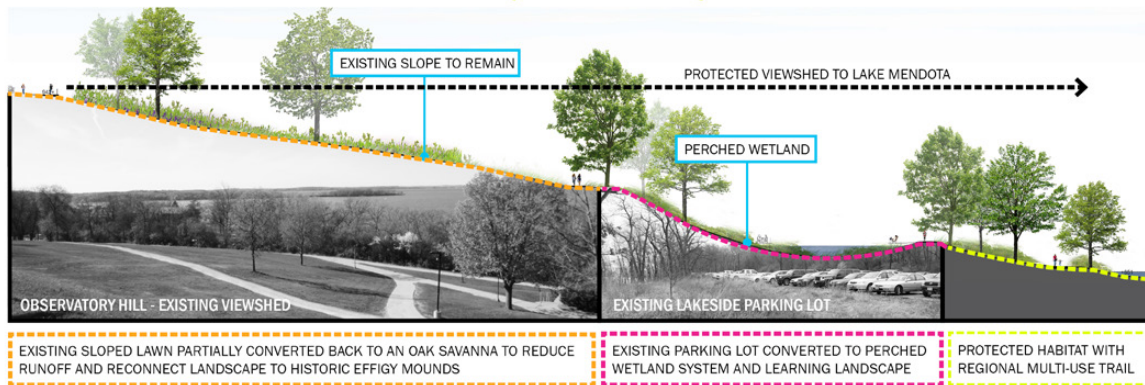 EXISTING SLOPE TO REMAIN
PROTECTED VIEWSHED TO LAKE MENDOTA
PERCHED WETLAND
OBSERVATORY HILL - EXISTING VIEWSHED
EXISTING LAKESIDE PARKING LOT
EXISTING SLOPED LAWN PARTIALLY CONVERTED BACK TO AN OAK SAVANNA TO REDUCE
RUNOFF AND RECONNECT LANDSCAPE TO HISTORIC EFFIGY MOUNDS
EXISTING PARKING LOT CONVERTED TO PERCHED
WETLAND SYSTEM AND LEARNING LANDSCAPE
PROTECTED HABITAT WITH
REGIONAL MULTI-USE TRAIL